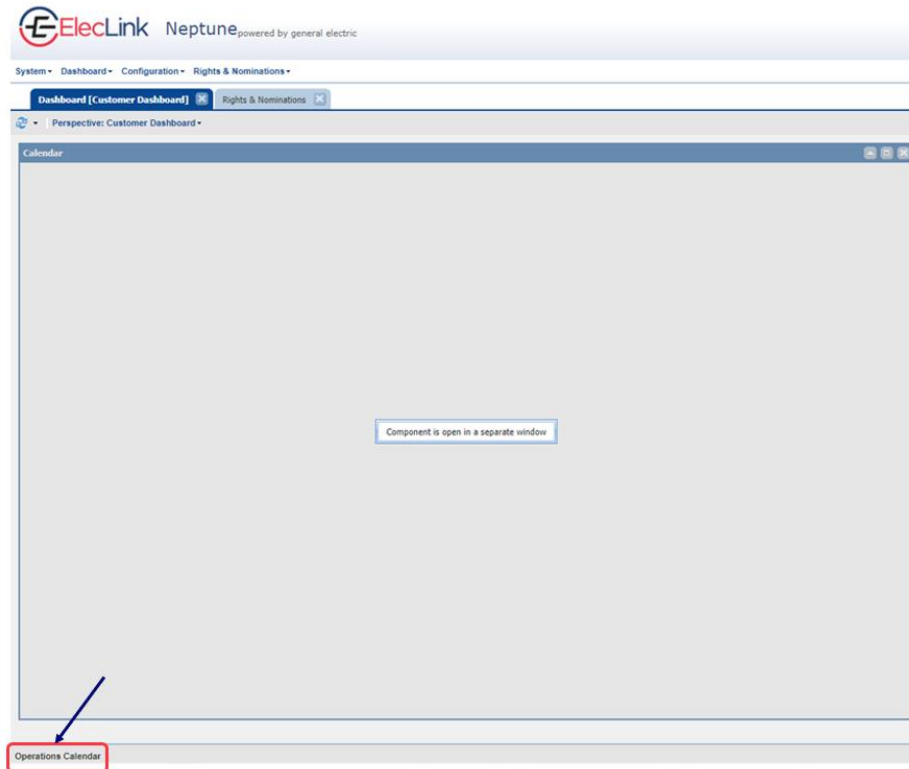 ElecLink Neptune powered by general electric
System Dashboard Configuration Rights & Nominations
Dashboard [Customer Dashboard] Rights & Nominations
Perspective: Customer Dashboard
Calendar
Component is open in a separate window
Operations Calendar